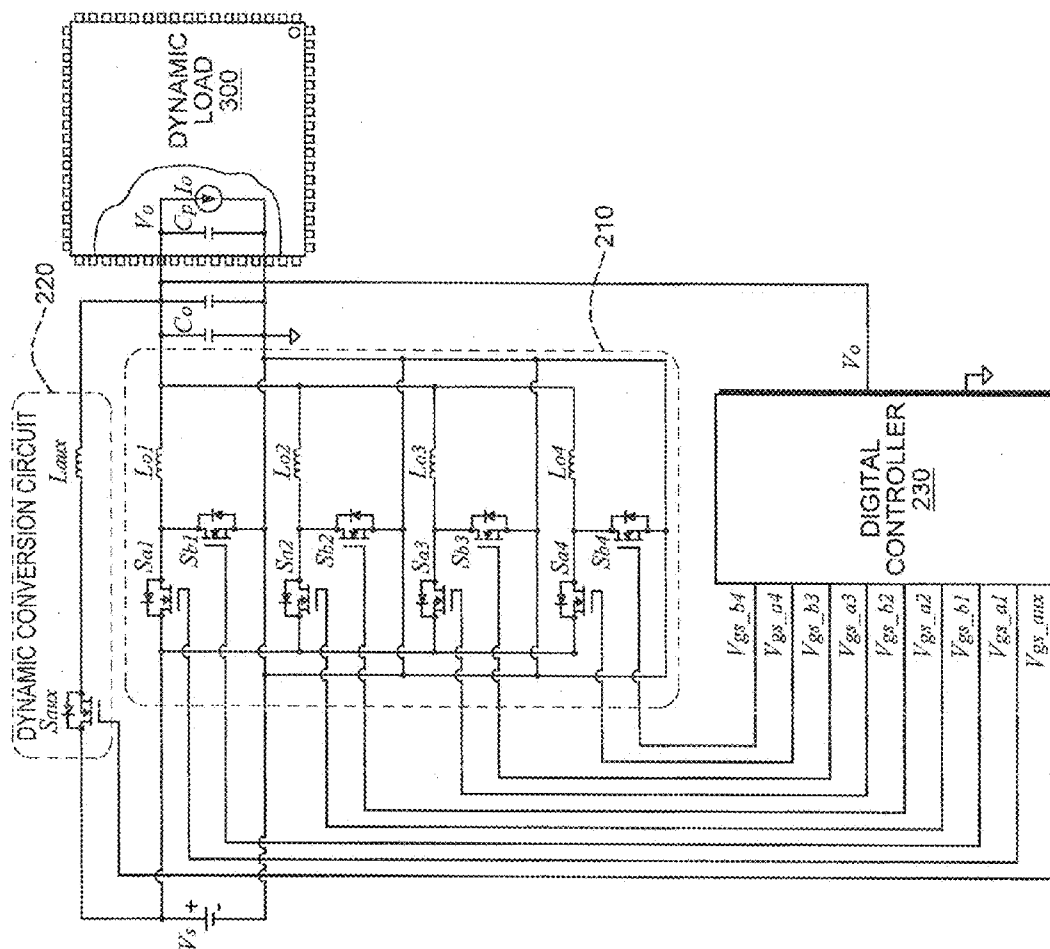 DYNAMIC CONVERSION CIRCUIT
220
Saux
Laux
Vs
+
-
Sa1
Lo1
Sb1
Sa2
Lo2
Sb2
Sa3
Lo3
Sb3
Sa4
Lo4
Sb4
210
Co
Vo
Cp
Io
DYNAMIC
LOAD
300
Vo
DIGITAL
CONTROLLER
230
Vgs_b4
Vgs_a4
Vgs_b3
Vgs_a3
Vgs_b2
Vgs_a2
Vgs_b1
Vgs_a1
Vgs_aux